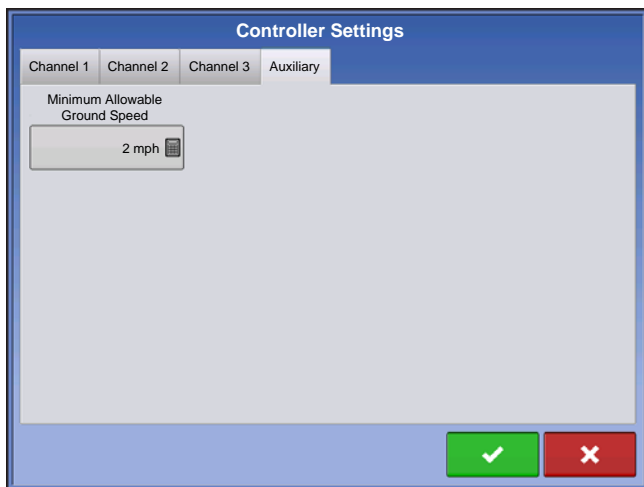 Controller Settings
Channel 1 Channel 2 Channel 3 Auxiliary
Minimum Allowable
Ground Speed
2 mph